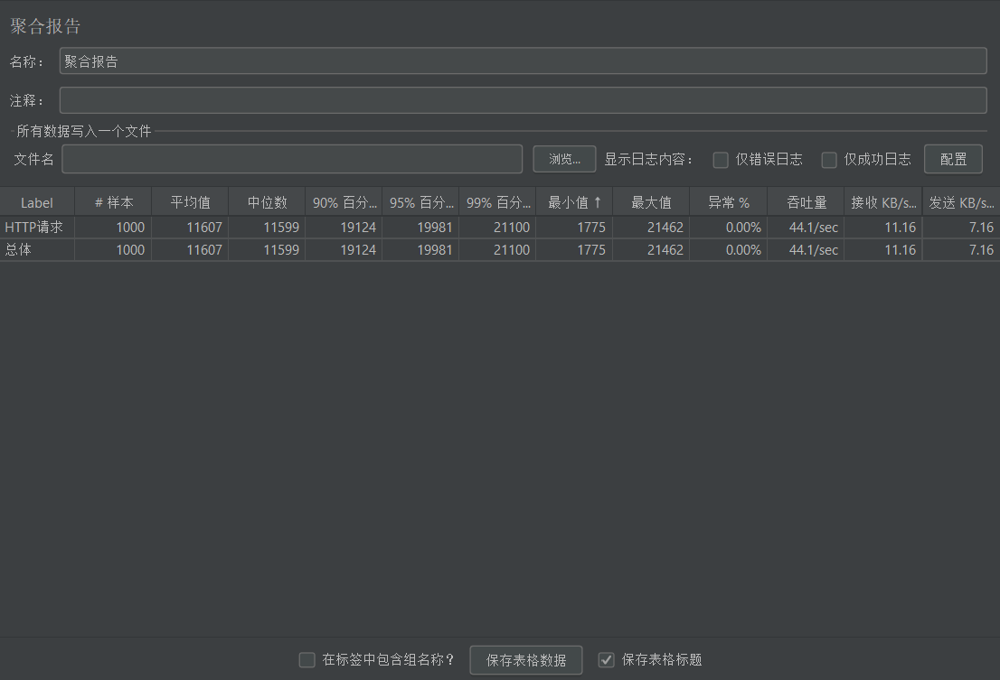 聚合报告
名称： 聚合报告
注释：
所有数据写入一个文件
文件名 浏览... 显示日志内容： 仅错误日志 仅成功日志 配置
Label # 样本 平均值 中位数 90% 百分... 95% 百分... 99% 百分... 最小值 ↑ 最大值 异常 % 吞吐量 接收 KB/s... 发送 KB/s...
HTTP请求 1000 11607 11599 19124 19981 21100 1775 21462 0.00% 44.1/sec 11.16 7.16
总体 1000 11607 11599 19124 19981 21100 1775 21462 0.00% 44.1/sec 11.16 7.16
在标签中包含组名称？ 保存表格数据 保存表格标题